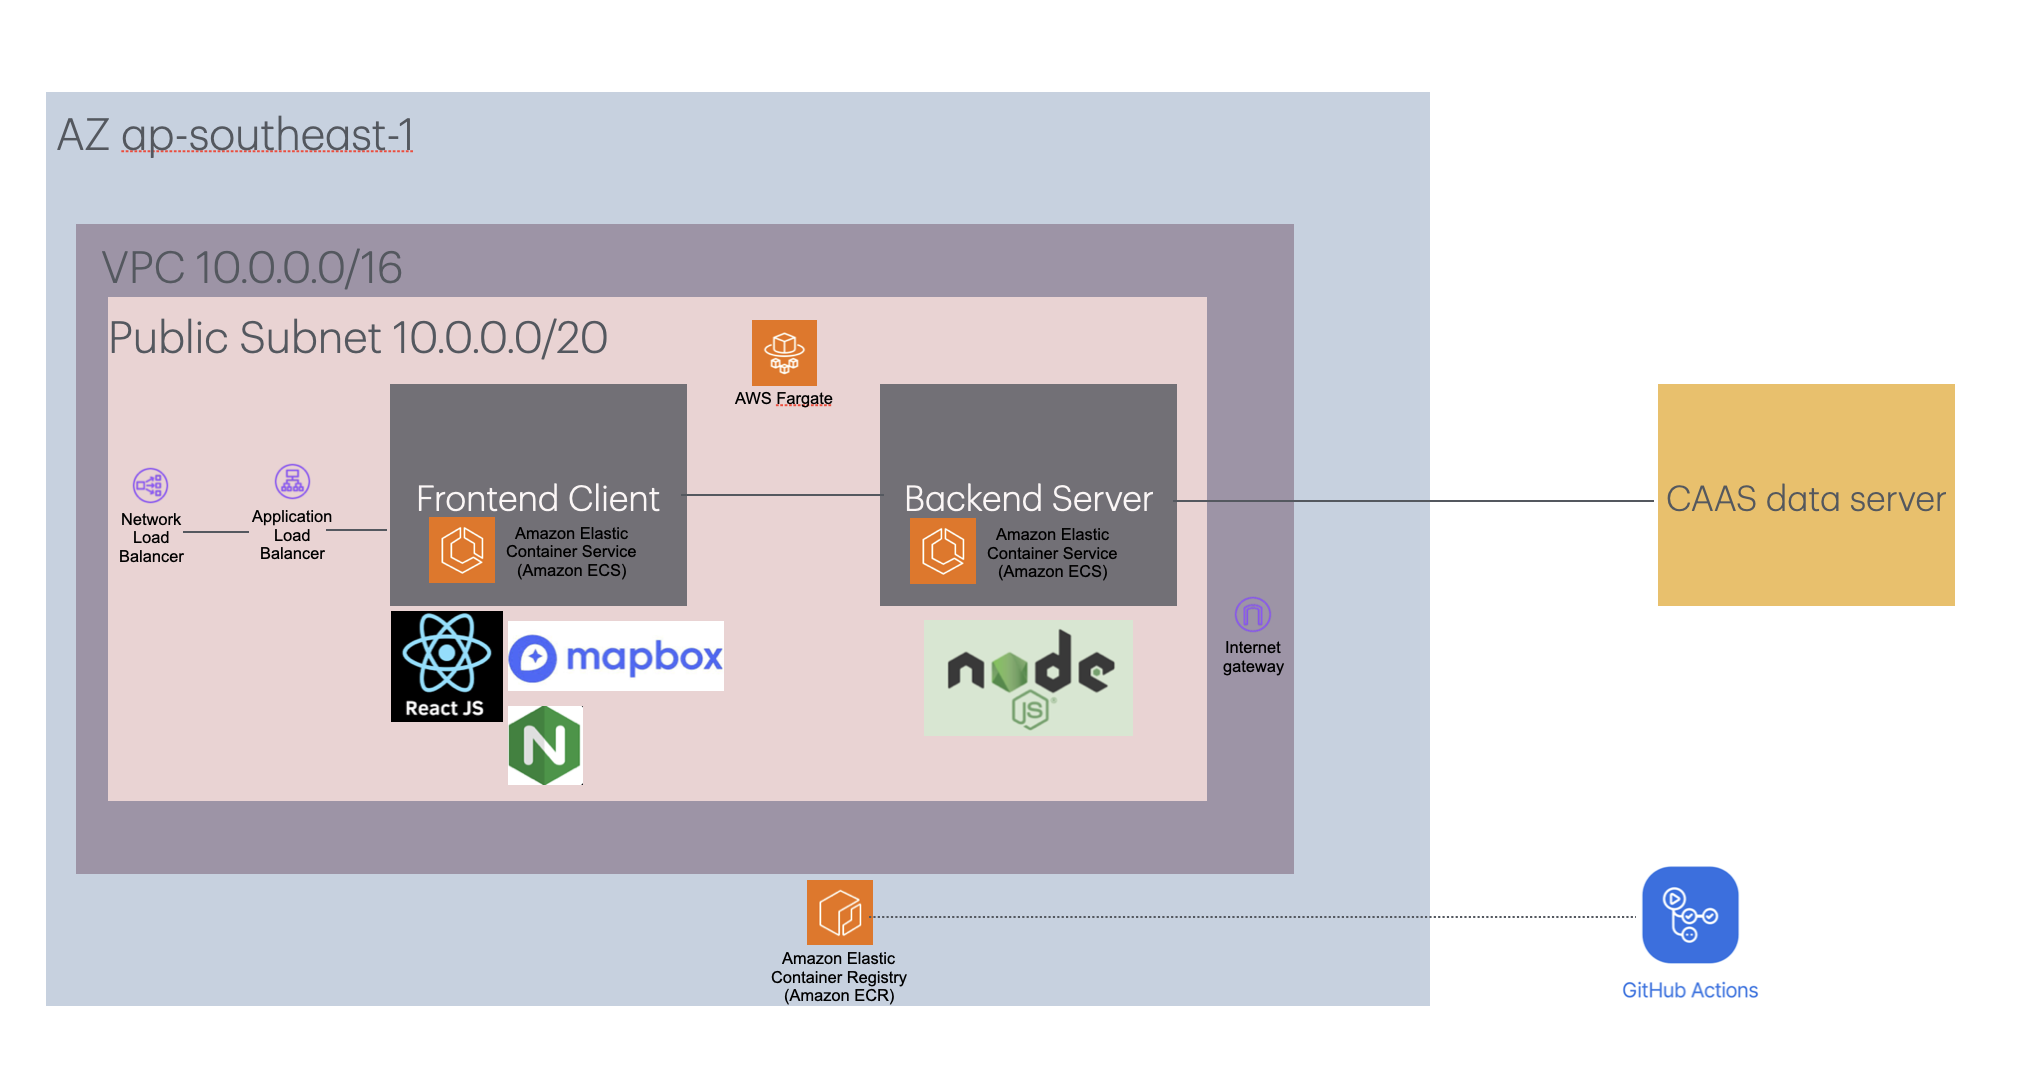 AZ ap-southeast-1
VPC 10.0.0.0/16
Public Subnet 10.0.0.0/20
AWS Fargate
Network
Load
Balancer
Application
Load
Balancer
Frontend Client
Amazon Elastic
Container Service
(Amazon ECS)
Backend Server
Amazon Elastic
Container Service
(Amazon ECS)
CAAS data server
React JS
mapbox
N
node
JS
Internet
gateway
Amazon Elastic
Container Registry
(Amazon ECR)
GitHub Actions